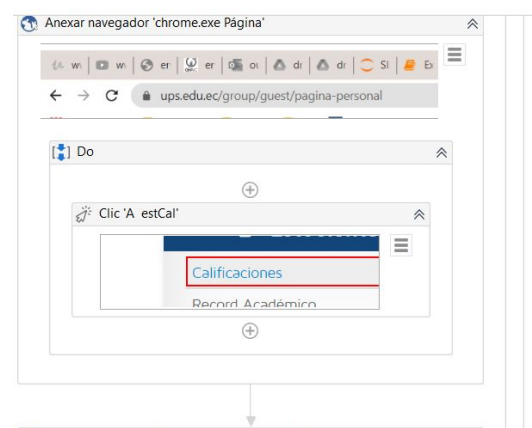 Anexar navegador 'chrome.exe Página'
ups.edu.ec/group/guest/pagina-personal
Do
Clic 'A estCal'
Calificaciones
Record Académico